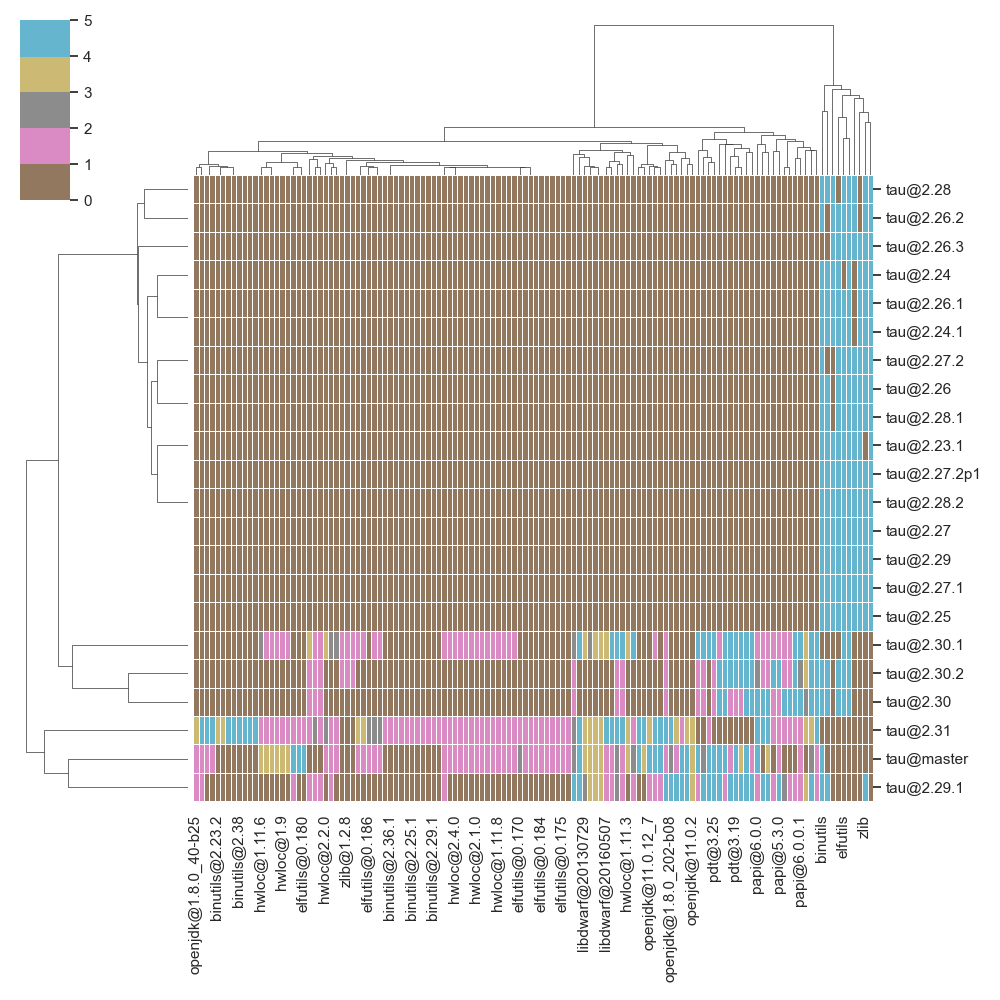 5
4
3
2
1
0
tau@2.28
tau@2.26.2
tau@2.26.3
tau@2.24
tau@2.26.1
tau@2.24.1
tau@2.27.2
tau@2.26
tau@2.28.1
tau@2.23.1
tau@2.27.2p1
tau@2.28.2
tau@2.27
tau@2.29
tau@2.27.1
tau@2.25
tau@2.30.1
tau@2.30.2
tau@2.30
tau@2.31
tau@master
tau@2.29.1
openjdk@1.8.0_40-b25
binutils@2.23.2
binutils@2.38
hwloc@1.11.6
hwloc@1.9
elfutils@0.180
hwloc@2.2.0
zlib@1.2.8
elfutils@0.186
binutils@2.36.1
binutils@2.25.1
binutils@2.29.1
hwloc@2.4.0
hwloc@2.1.0
hwloc@1.11.8
elfutils@0.170
elfutils@0.184
elfutils@0.175
libdwarf@20130729
libdwarf@20160507
hwloc@1.11.3
openjdk@11.0.12_7
openjdk@1.8.0_202-b08
openjdk@11.0.2
pdt@3.25
pdt@3.19
papi@6.0.0
papi@5.3.0
papi@6.0.0.1
binutils
elfutils
zlib